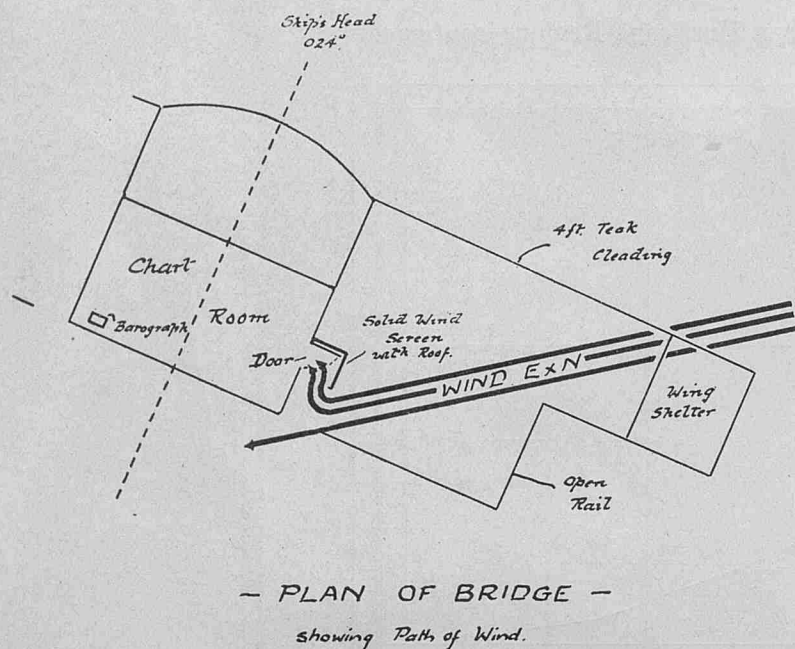 Ship's Head
024°
4ft. Teak
Cleading
Chart
Room
Barograph
Solid Wind
Screen
with Roof.
Door
WIND ExN
Wing
Shelter
Open
Rail
- PLAN OF BRIDGE -
showing Path of Wind.